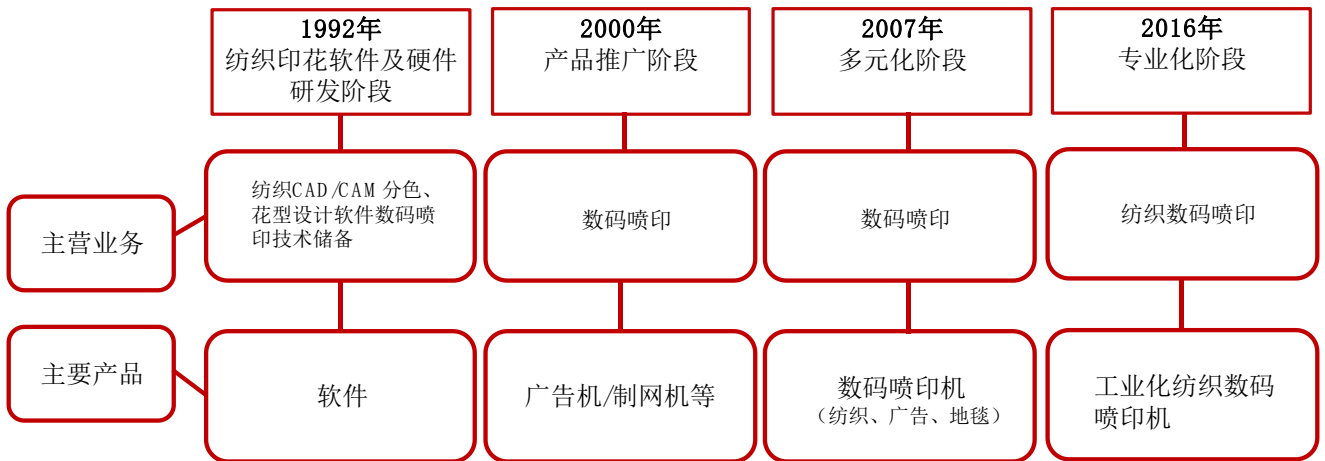 1992年
纺织印花软件及硬件
研发阶段
2000年
产品推广阶段
2007年
多元化阶段
2016年
专业化阶段
主营业务
纺织CAD/CAM 分色、
花型设计软件数码喷
印技术储备
数码喷印
数码喷印
纺织数码喷印
主要产品
软件
广告机/制网机等
数码喷印机
（纺织、广告、地毯）
工业化纺织数码
喷印机